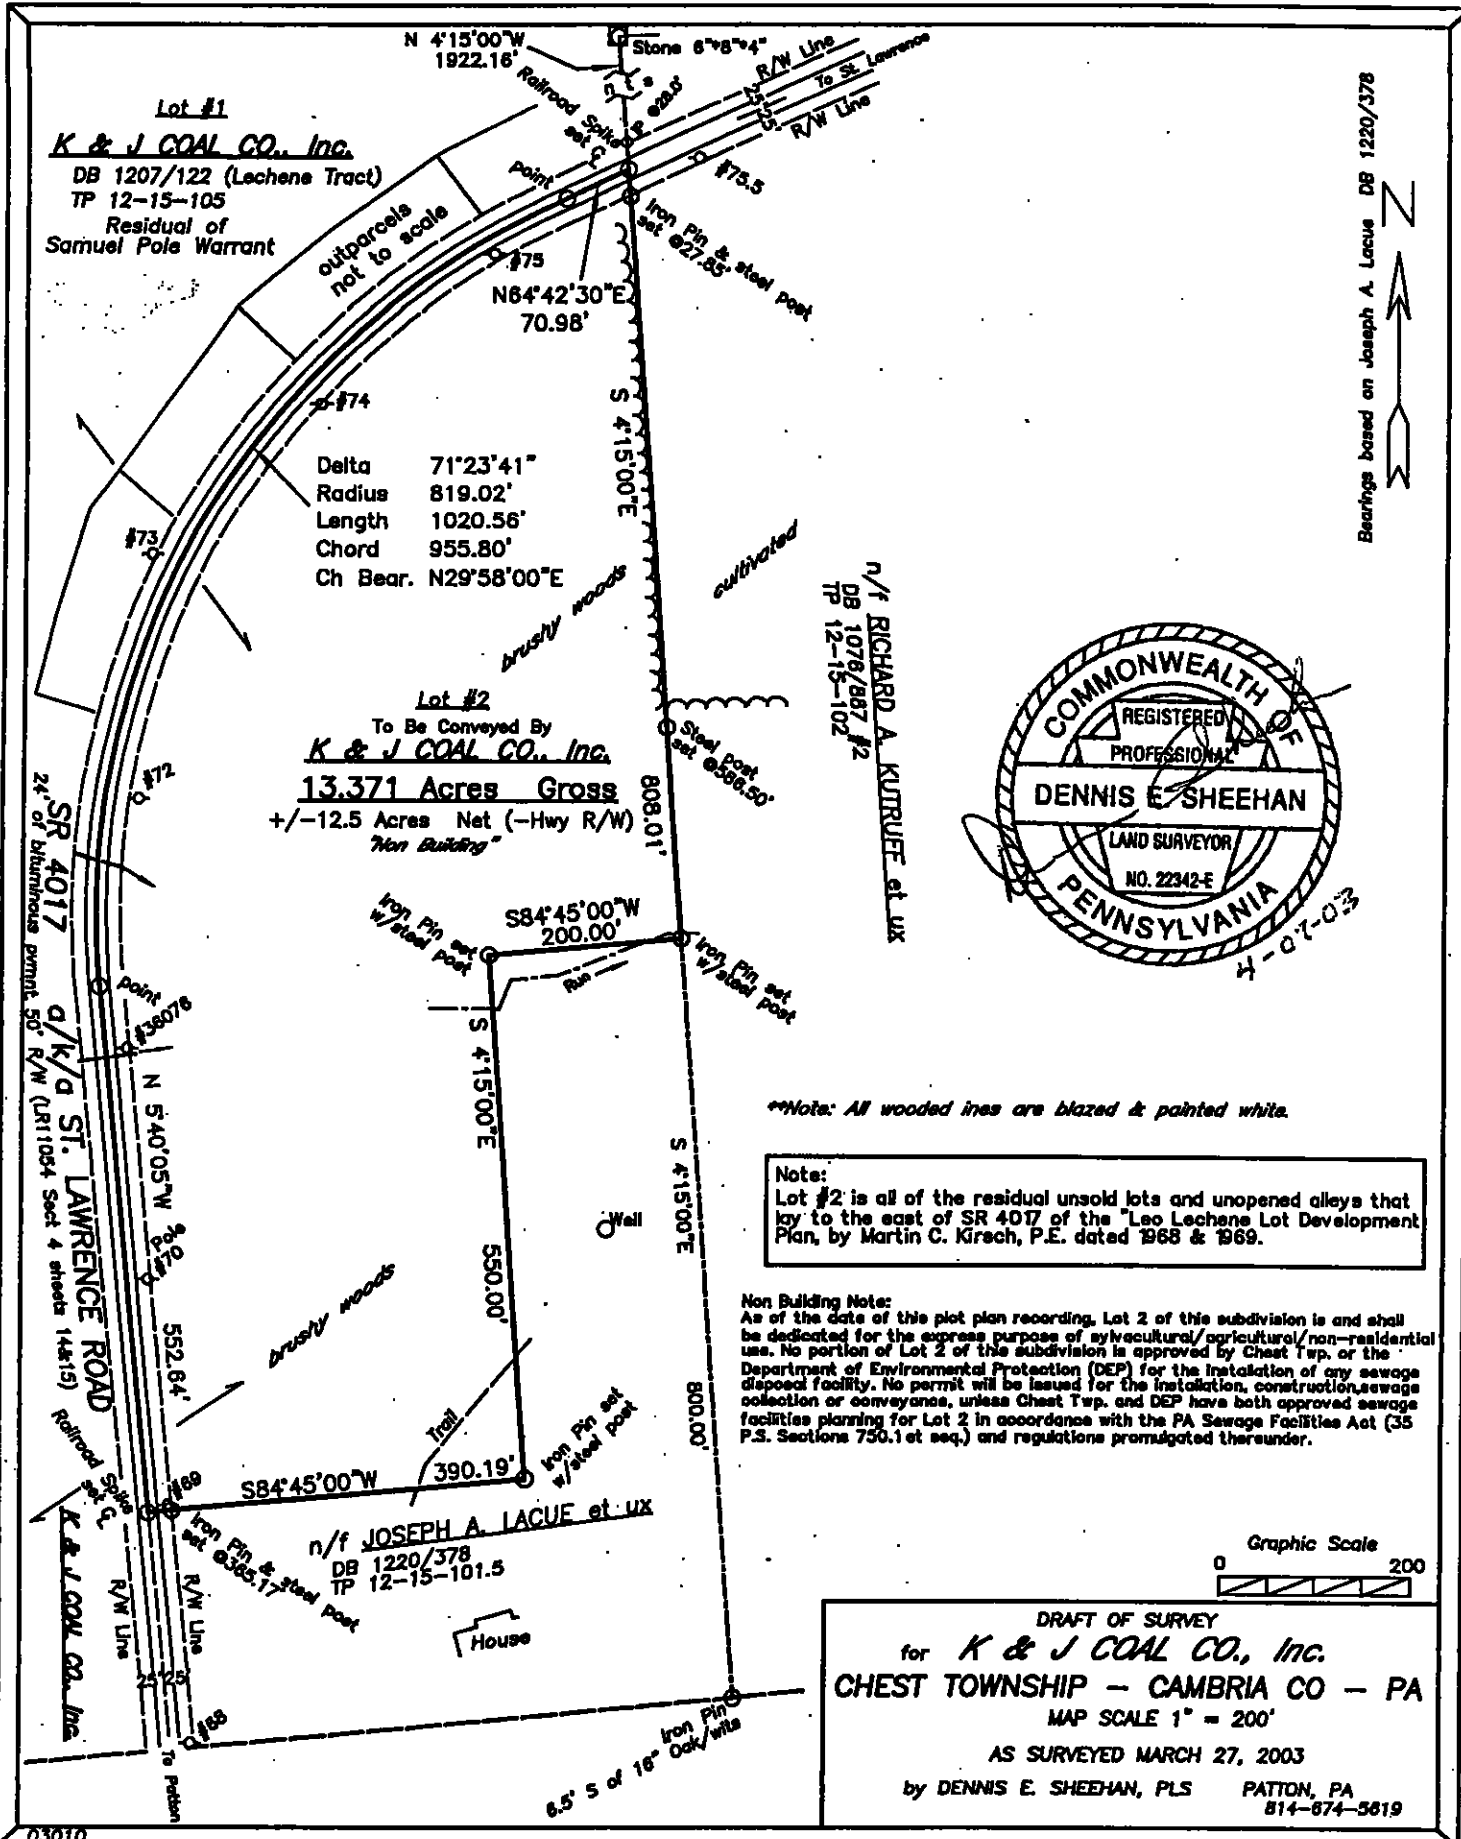 N 4°15'00"W
1922.16'
Stone 6"*8"*4"
n t s
Railroad Spike
set ℄
IP @28.0'
R/W Line
To St. Lawrence
R/W Line
25' 25'
point
#75.5
Iron Pin & steel post
set @27.85'
#75
N64°42'30"E
70.98'
Lot #1
K & J COAL CO., Inc.
DB 1207/122 (Lechene Tract)
TP 12-15-105
Residual of
Samuel Pole Warrant
outparcels
not to scale
Bearings based on Joseph A. Lacue DB 1220/378
N
#74
#73
Delta 71°23'41"
Radius 819.02'
Length 1020.56'
Chord 955.80'
Ch Bear. N29°58'00"E
S 4°15'00"E
brushy woods
cultivated
n/f RICHARD A. KUTRUFF et ux
DB 1076/887 #2
TP 12-15-102
Lot #2
To Be Conveyed By
K & J COAL CO., Inc.
13.371 Acres Gross
+/-12.5 Acres Net (-Hwy R/W)
"Non Building"
Steel post
set @566.50'
808.01'
COMMONWEALTH OF
REGISTERED
PROFESSIONAL
DENNIS E. SHEEHAN
LAND SURVEYOR
NO. 22342-E
PENNSYLVANIA
#72
SR 4017 a/k/a ST. LAWRENCE ROAD
24' of bituminous pvmnt. 50' R/W (LR11054 Sect 4 sheets 14&15)
point
#36076
N 5°40'05"W
552.64'
Pole
#70
Iron Pin set
w/steel post
S84°45'00"W
200.00'
Run
Iron Pin set
w/steel post
S 4°15'00"E
550.00'
Well
S 4°15'00"E
800.00'
brushy woods
Trail
Iron Pin set
w/steel post
S84°45'00"W 390.19'
Railroad Spike
set ℄
#69
Iron Pin & steel post
set @365.17'
n/f JOSEPH A. LACUE et ux
DB 1220/378
TP 12-15-101.5
House
K & J COAL CO., Inc.
R/W Line
R/W Line
25' 25'
#68
To Patton
Iron Pin
6.5' S of 16" Oak/wits
**Note: All wooded ines are blazed & painted white.
Note:
Lot #2 is all of the residual unsold lots and unopened alleys that
lay to the east of SR 4017 of the "Leo Lechene Lot Development
Plan, by Martin C. Kirsch, P.E. dated 1968 & 1969.
Non Building Note:
As of the date of this plot plan recording, Lot 2 of this subdivision is and shall
be dedicated for the express purpose of sylvacultural/agricultural/non-residential
use. No portion of Lot 2 of this subdivision is approved by Chest Twp. or the
Department of Environmental Protection (DEP) for the instalation of any sewage
disposal facility. No permit will be issued for the installation, construction,sewage
collection or conveyance, unless Chest Twp. and DEP have both approved sewage
facilities planning for Lot 2 in accordance with the PA Sewage Facilities Act (35
P.S. Sections 750.1 et seq.) and regulations promulgated thereunder.
Graphic Scale
0 200
DRAFT OF SURVEY
for K & J COAL CO., Inc.
CHEST TOWNSHIP - CAMBRIA CO - PA
MAP SCALE 1" = 200'
AS SURVEYED MARCH 27, 2003
by DENNIS E. SHEEHAN, PLS PATTON, PA
814-674-5619
03010